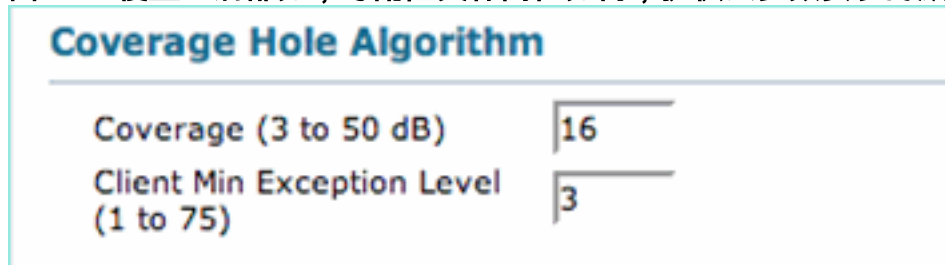 Coverage Hole Algorithm
Coverage (3 to 50 dB) 16
Client Min Exception Level
(1 to 75) 3